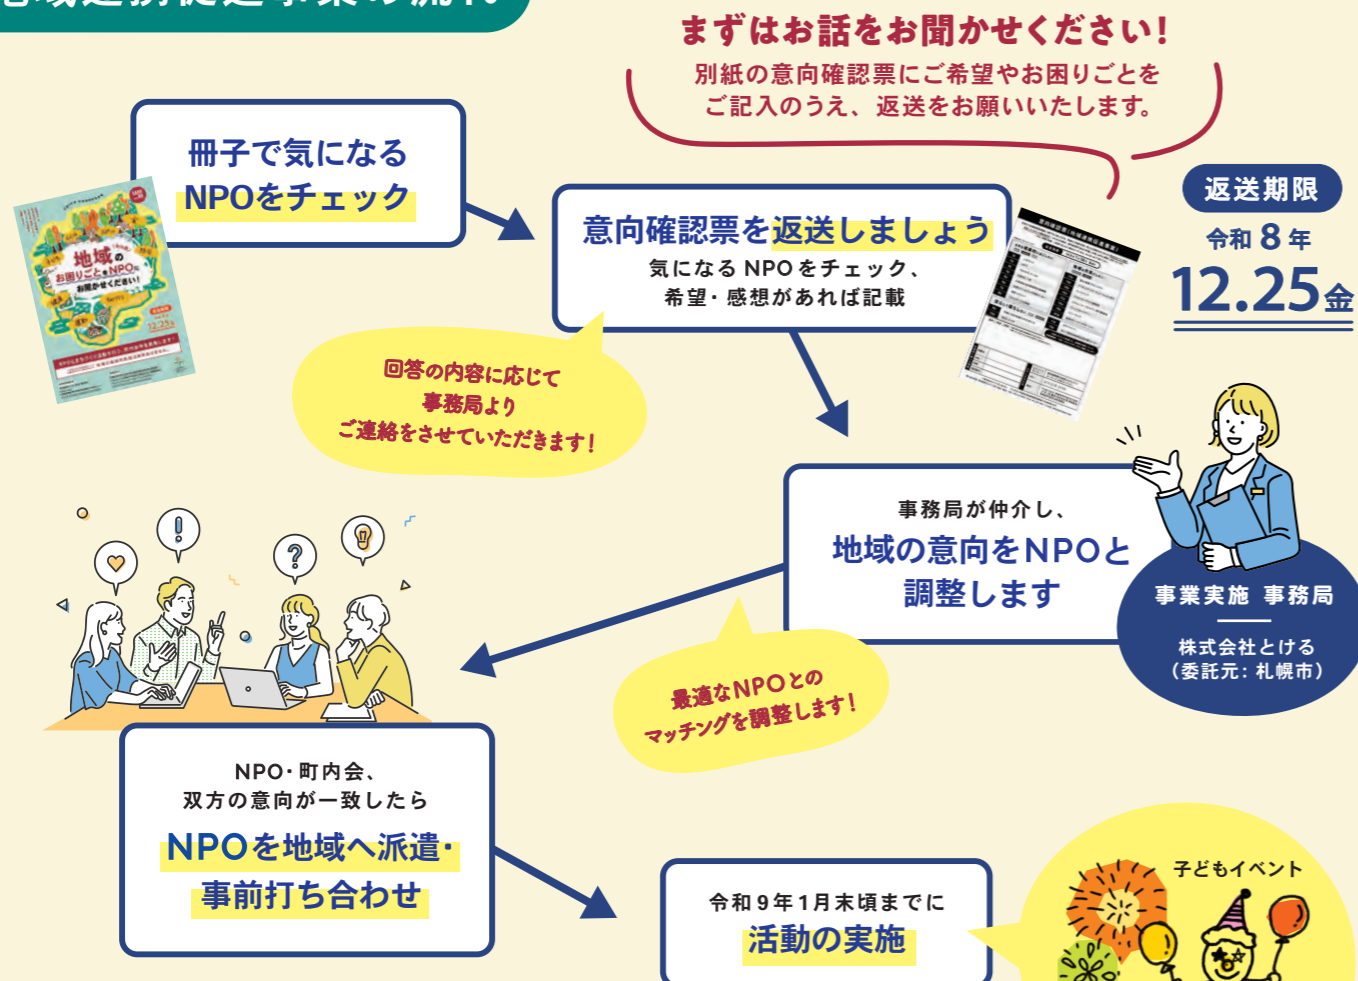 地域連携促進事業の流れ
まずはお話をお聞かせください!
別紙の意向確認票にご希望やお困りごとを
ご記入のうえ、返送をお願いいたします。
冊子で気になる
NPOをチェック
地域の
お困りごとをNPOに
お聞かせください!
12.25
意向確認票を返送しましょう
気になる NPO をチェック、
希望・感想があれば記載
返送期限
令和 8 年
12.25金
回答の内容に応じて
事務局より
ご連絡をさせていただきます!
事務局が仲介し、
地域の意向をNPOと
調整します
事業実施 事務局
株式会社とける
(委託元: 札幌市)
最適なNPOとの
マッチングを調整します!
NPO・町内会、
双方の意向が一致したら
NPOを地域へ派遣・
事前打ち合わせ
令和9年1月末頃までに
活動の実施
子どもイベント